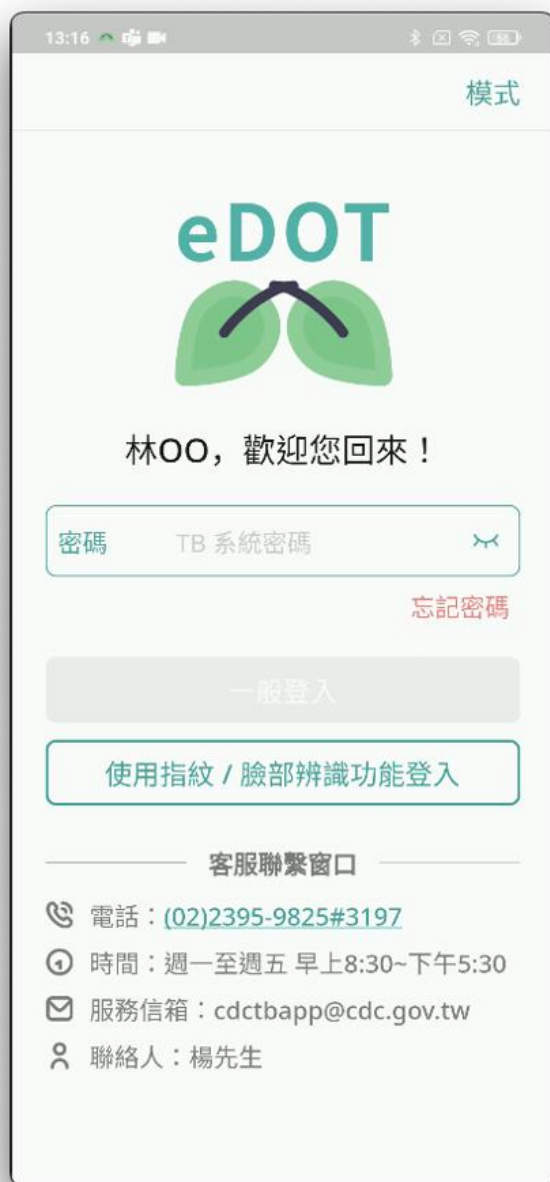 13:16
模式
eDOT
林OO，歡迎您回來！
密碼 TB 系統密碼
忘記密碼
一般登入
使用指紋 / 臉部辨識功能登入
客服聯繫窗口
電話：(02)2395-9825#3197
時間：週一至週五 早上8:30~下午5:30
服務信箱：cdctbapp@cdc.gov.tw
聯絡人：楊先生